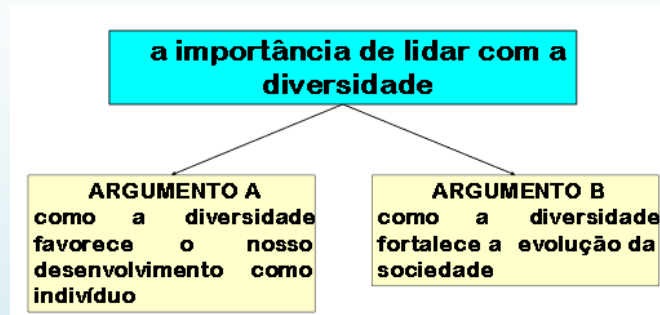 a importância de lidar com a
diversidade
ARGUMENTO A
como a diversidade
favorece o nosso
desenvolvimento como
indivíduo
ARGUMENTO B
como a diversidade
fortalece a evolução da
sociedade